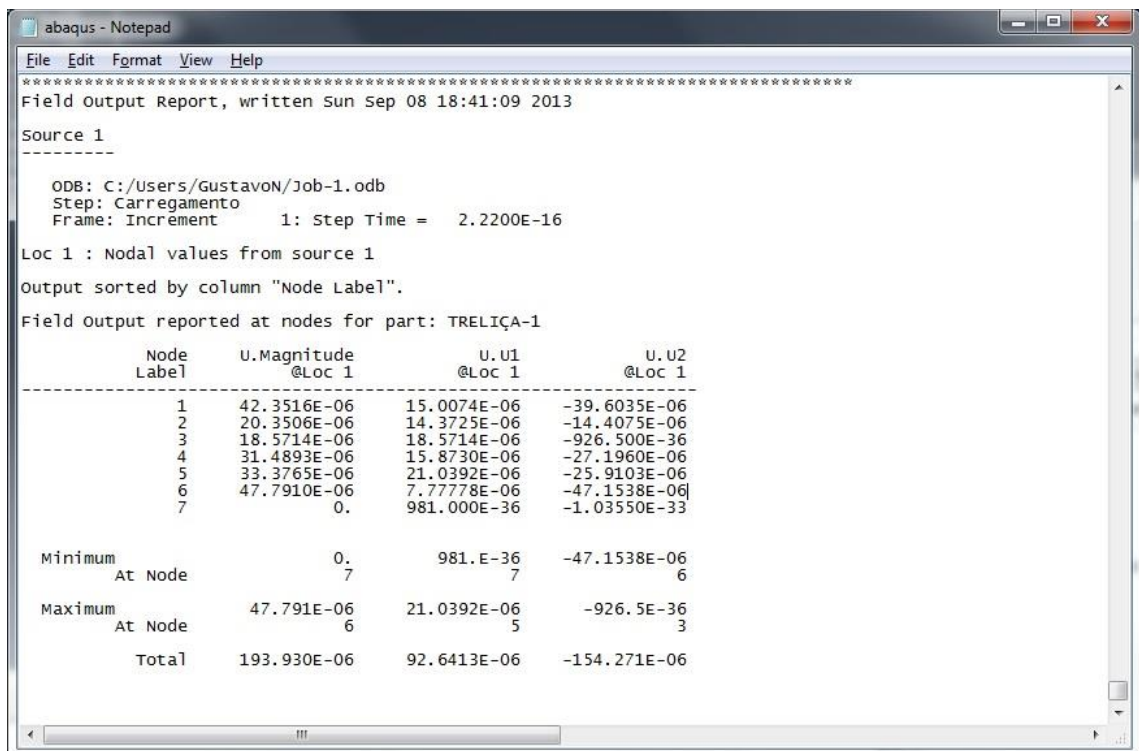 abaqus - Notepad
File Edit Format View Help
***********************************************************************************
Field Output Report, written Sun Sep 08 18:41:09 2013
Source 1
---------
ODB: C:/Users/GustavoN/Job-1.odb
Step: Carregamento
Frame: Increment 1: Step Time = 2.2200E-16
Loc 1 : Nodal values from source 1
Output sorted by column "Node Label".
Field Output reported at nodes for part: TRELIÇA-1
Node U.Magnitude U.U1 U.U2
Label @Loc 1 @Loc 1 @Loc 1
-----------------------------------------------------------------
1 42.3516E-06 15.0074E-06 -39.6035E-06
2 20.3506E-06 14.3725E-06 -14.4075E-06
3 18.5714E-06 18.5714E-06 -926.500E-36
4 31.4893E-06 15.8730E-06 -27.1960E-06
5 33.3765E-06 21.0392E-06 -25.9103E-06
6 47.7910E-06 7.77778E-06 -47.1538E-06
7 0. 981.000E-36 -1.03550E-33
Minimum 0. 981.E-36 -47.1538E-06
At Node 7 7 6
Maximum 47.791E-06 21.0392E-06 -926.5E-36
At Node 6 5 3
Total 193.930E-06 92.6413E-06 -154.271E-06